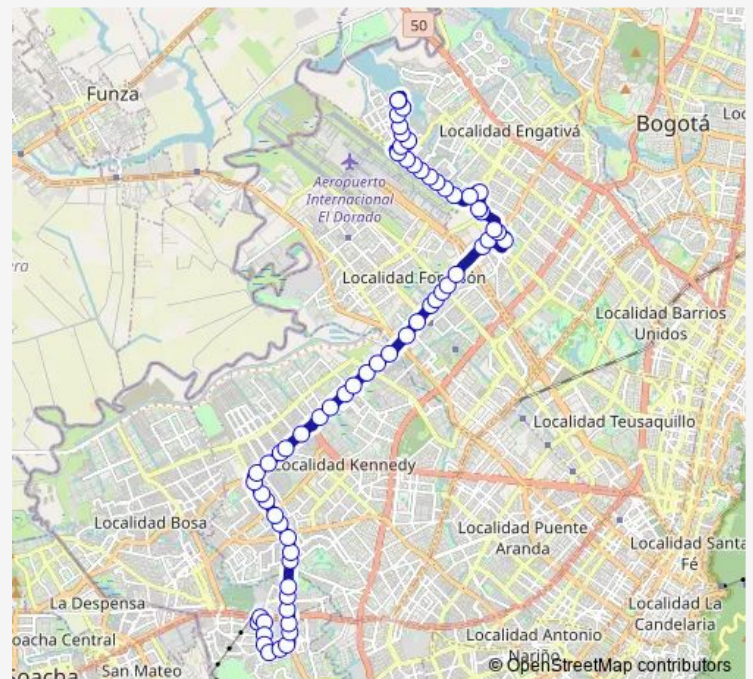 50
Funza
Localidad Engativá
Bogotá
Aeropuerto
Internacional
El Dorado
Localidad
Localidad Barrios
Unidos
Localidad Teusaquillo
Localidad Kennedy
Localidad Bosa
Localidad Puente
Aranda
Localidad Santa
Fé
La Despensa
Localidad La
Candelaria
oacha Central
Localidad Antonio
Nariño
San Mateo
Soacha
© OpenStreetMap contributors